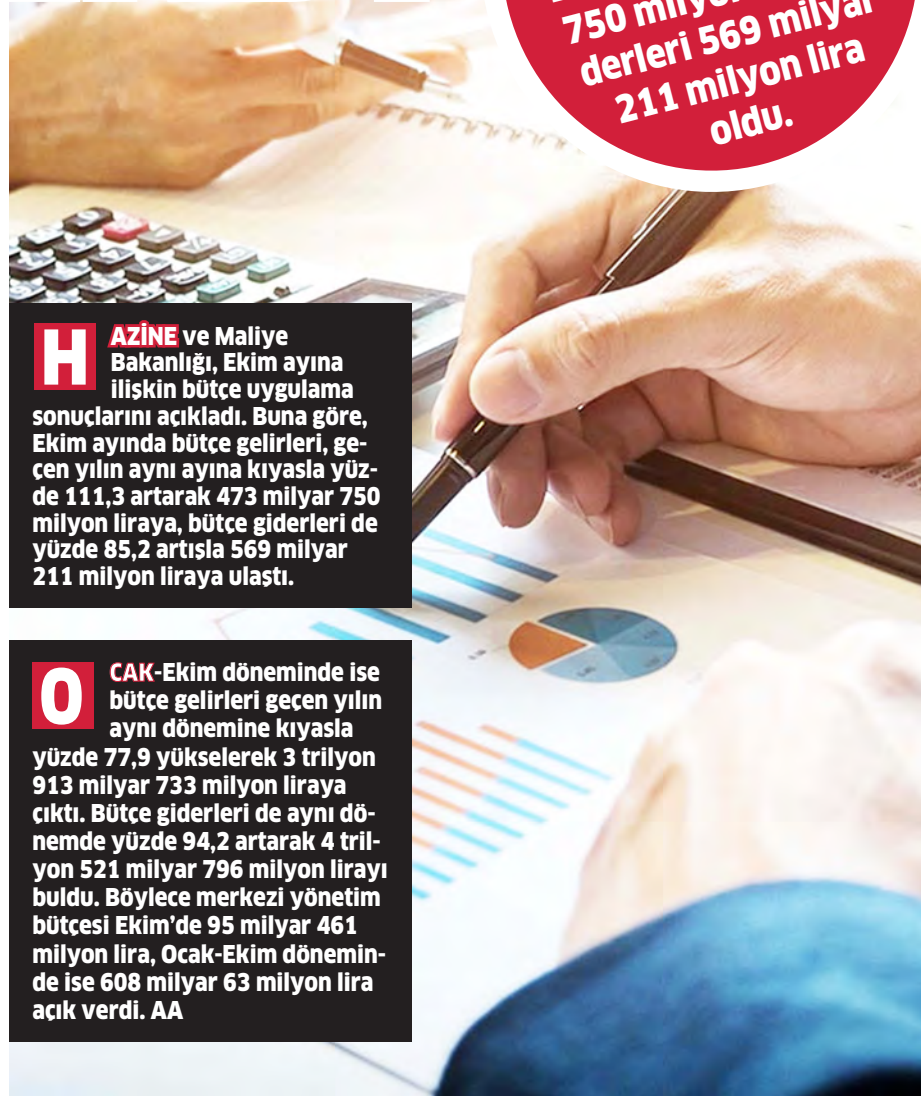 750
derleri 569 milyar
211 milyon lira
oldu.
HAZİNE ve Maliye
Bakanlığı, Ekim ayına
ilişkin bütçe uygulama
sonuçlarını açıkladı. Buna göre,
Ekim ayında bütçe gelirleri, ge-
çen yılın aynı ayına kıyasla yüz-
de 111,3 artarak 473 milyar 750
milyon liraya, bütçe giderleri de
yüzde 85,2 artışla 569 milyar
211 milyon liraya ulaştı.
OCAK-Ekim döneminde ise
bütçe gelirleri geçen yılın
aynı dönemine kıyasla
yüzde 77,9 yükselerek 3 trilyon
913 milyar 733 milyon liraya
çıktı. Bütçe giderleri de aynı dö-
nemde yüzde 94,2 artarak 4 tril-
yon 521 milyar 796 milyon lirayı
buldu. Böylece merkezi yönetim
bütçesi Ekim’de 95 milyar 461
milyon lira, Ocak-Ekim dönemin-
de ise 608 milyar 63 milyon lira
açık verdi. AA